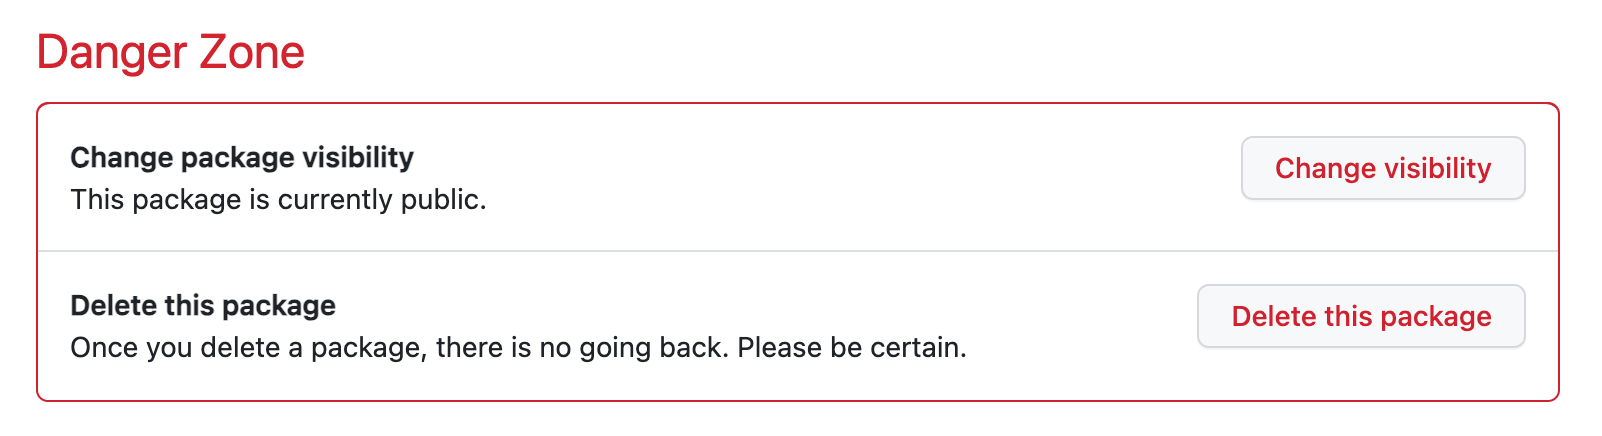 Danger Zone
Change package visibility
This package is currently public.
Change visibility
Delete this package
Once you delete a package, there is no going back. Please be certain.
Delete this package